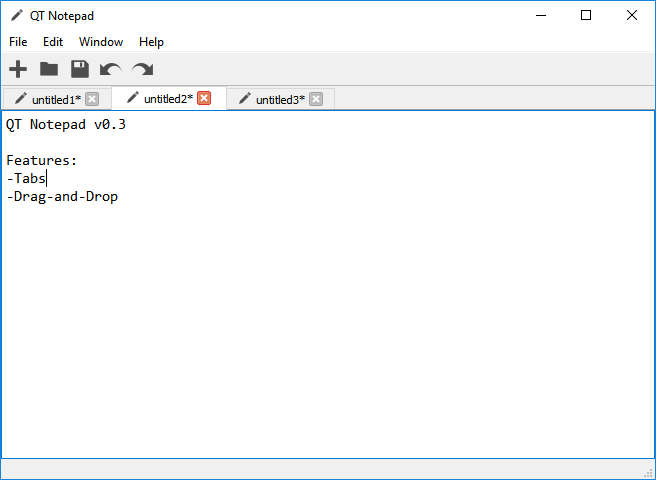 QT Notepad
File Edit Window Help
untitled1* untitled2* untitled3*
QT Notepad v0.3
Features:
-Tabs
-Drag-and-Drop